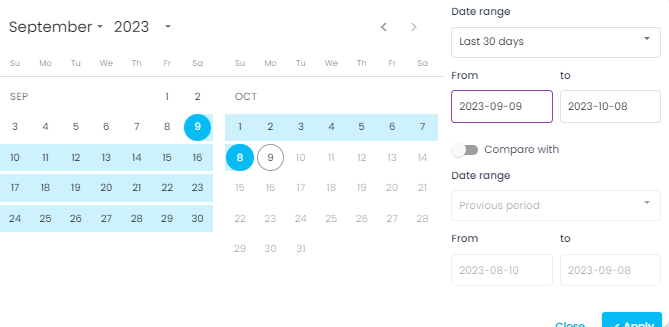 September 2023
Su Mo Tu We Th Fr Sa
SEP 1 2
3 4 5 6 7 8 9
10 11 12 13 14 15 16
17 18 19 20 21 22 23
24 25 26 27 28 29 30
Su Mo Tu We Th Fr Sa
OCT
1 2 3 4 5 6 7
8 9 10 11 12 13 14
15 16 17 18 19 20 21
22 23 24 25 26 27 28
29 30 31
Date range
Last 30 days
From to
2023-09-09 2023-10-08
Compare with
Date range
Previous period
From to
2023-08-10 2023-09-08
Close Apply